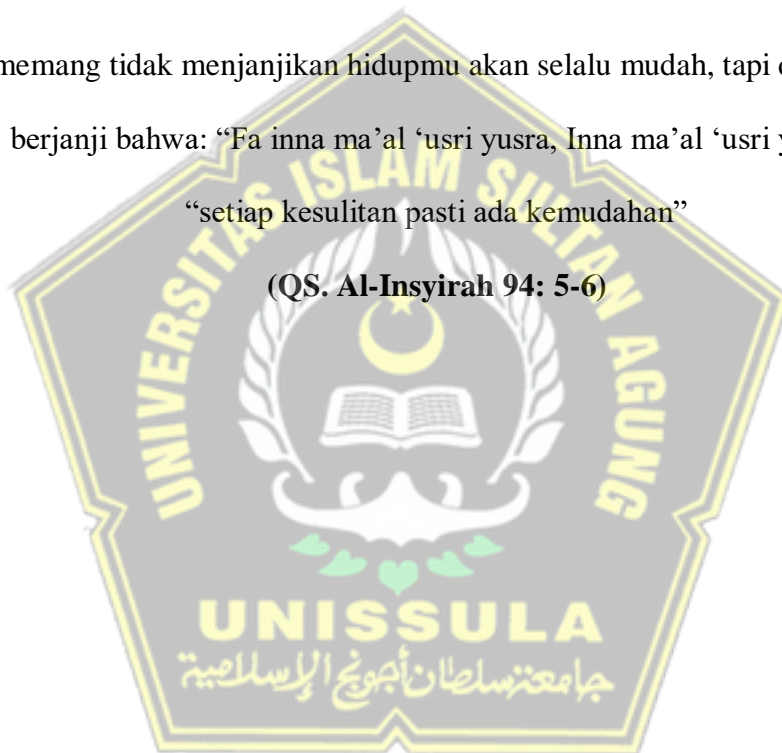 memang tidak menjanjikan hidupmu akan selalu mudah, tapi
berjanji bahwa: “Fa inna ma’al ‘usri yusra, Inna ma’al ‘usri
“setiap kesulitan pasti ada kemudahan”
(QS. Al-Insyirah 94: 5-6)
UNIVERSITAS ISLAM SULTAN AGUNG
UNISSULA
جامعة سلطان أجونج الإسلامية